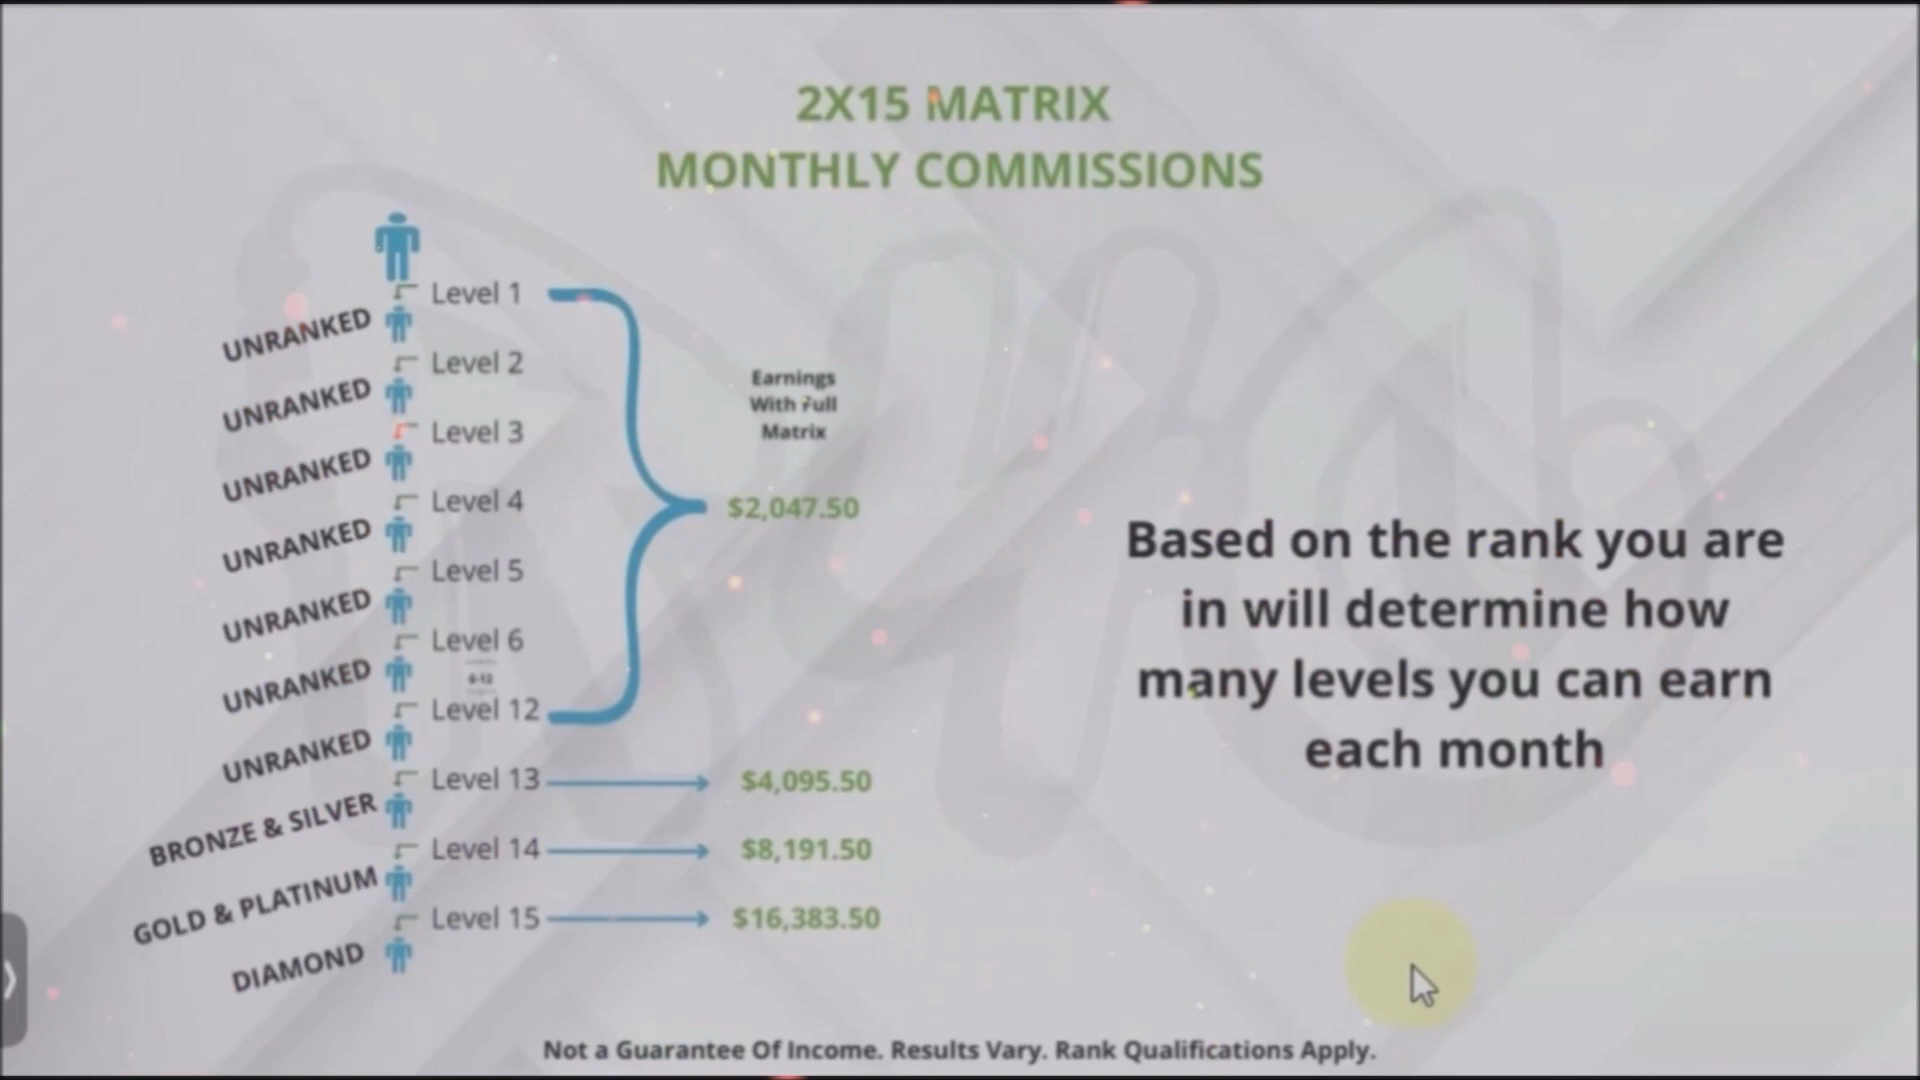 2X15 MATRIX
MONTHLY COMMISSIONS
Level 1
UNRANKED
Level 2
UNRANKED
Level 3
UNRANKED
Level 4
UNRANKED
Level 5
UNRANKED
Level 6
UNRANKED
6-12
Level 12
UNRANKED
Level 13
BRONZE & SILVER
Level 14
GOLD & PLATINUM
Level 15
DIAMOND
Earnings
With Full
Matrix
$2,047.50
$4,095.50
$8,191.50
$16,383.50
Based on the rank you are
in will determine how
many levels you can earn
each month
Not a Guarantee Of Income. Results Vary. Rank Qualifications Apply.